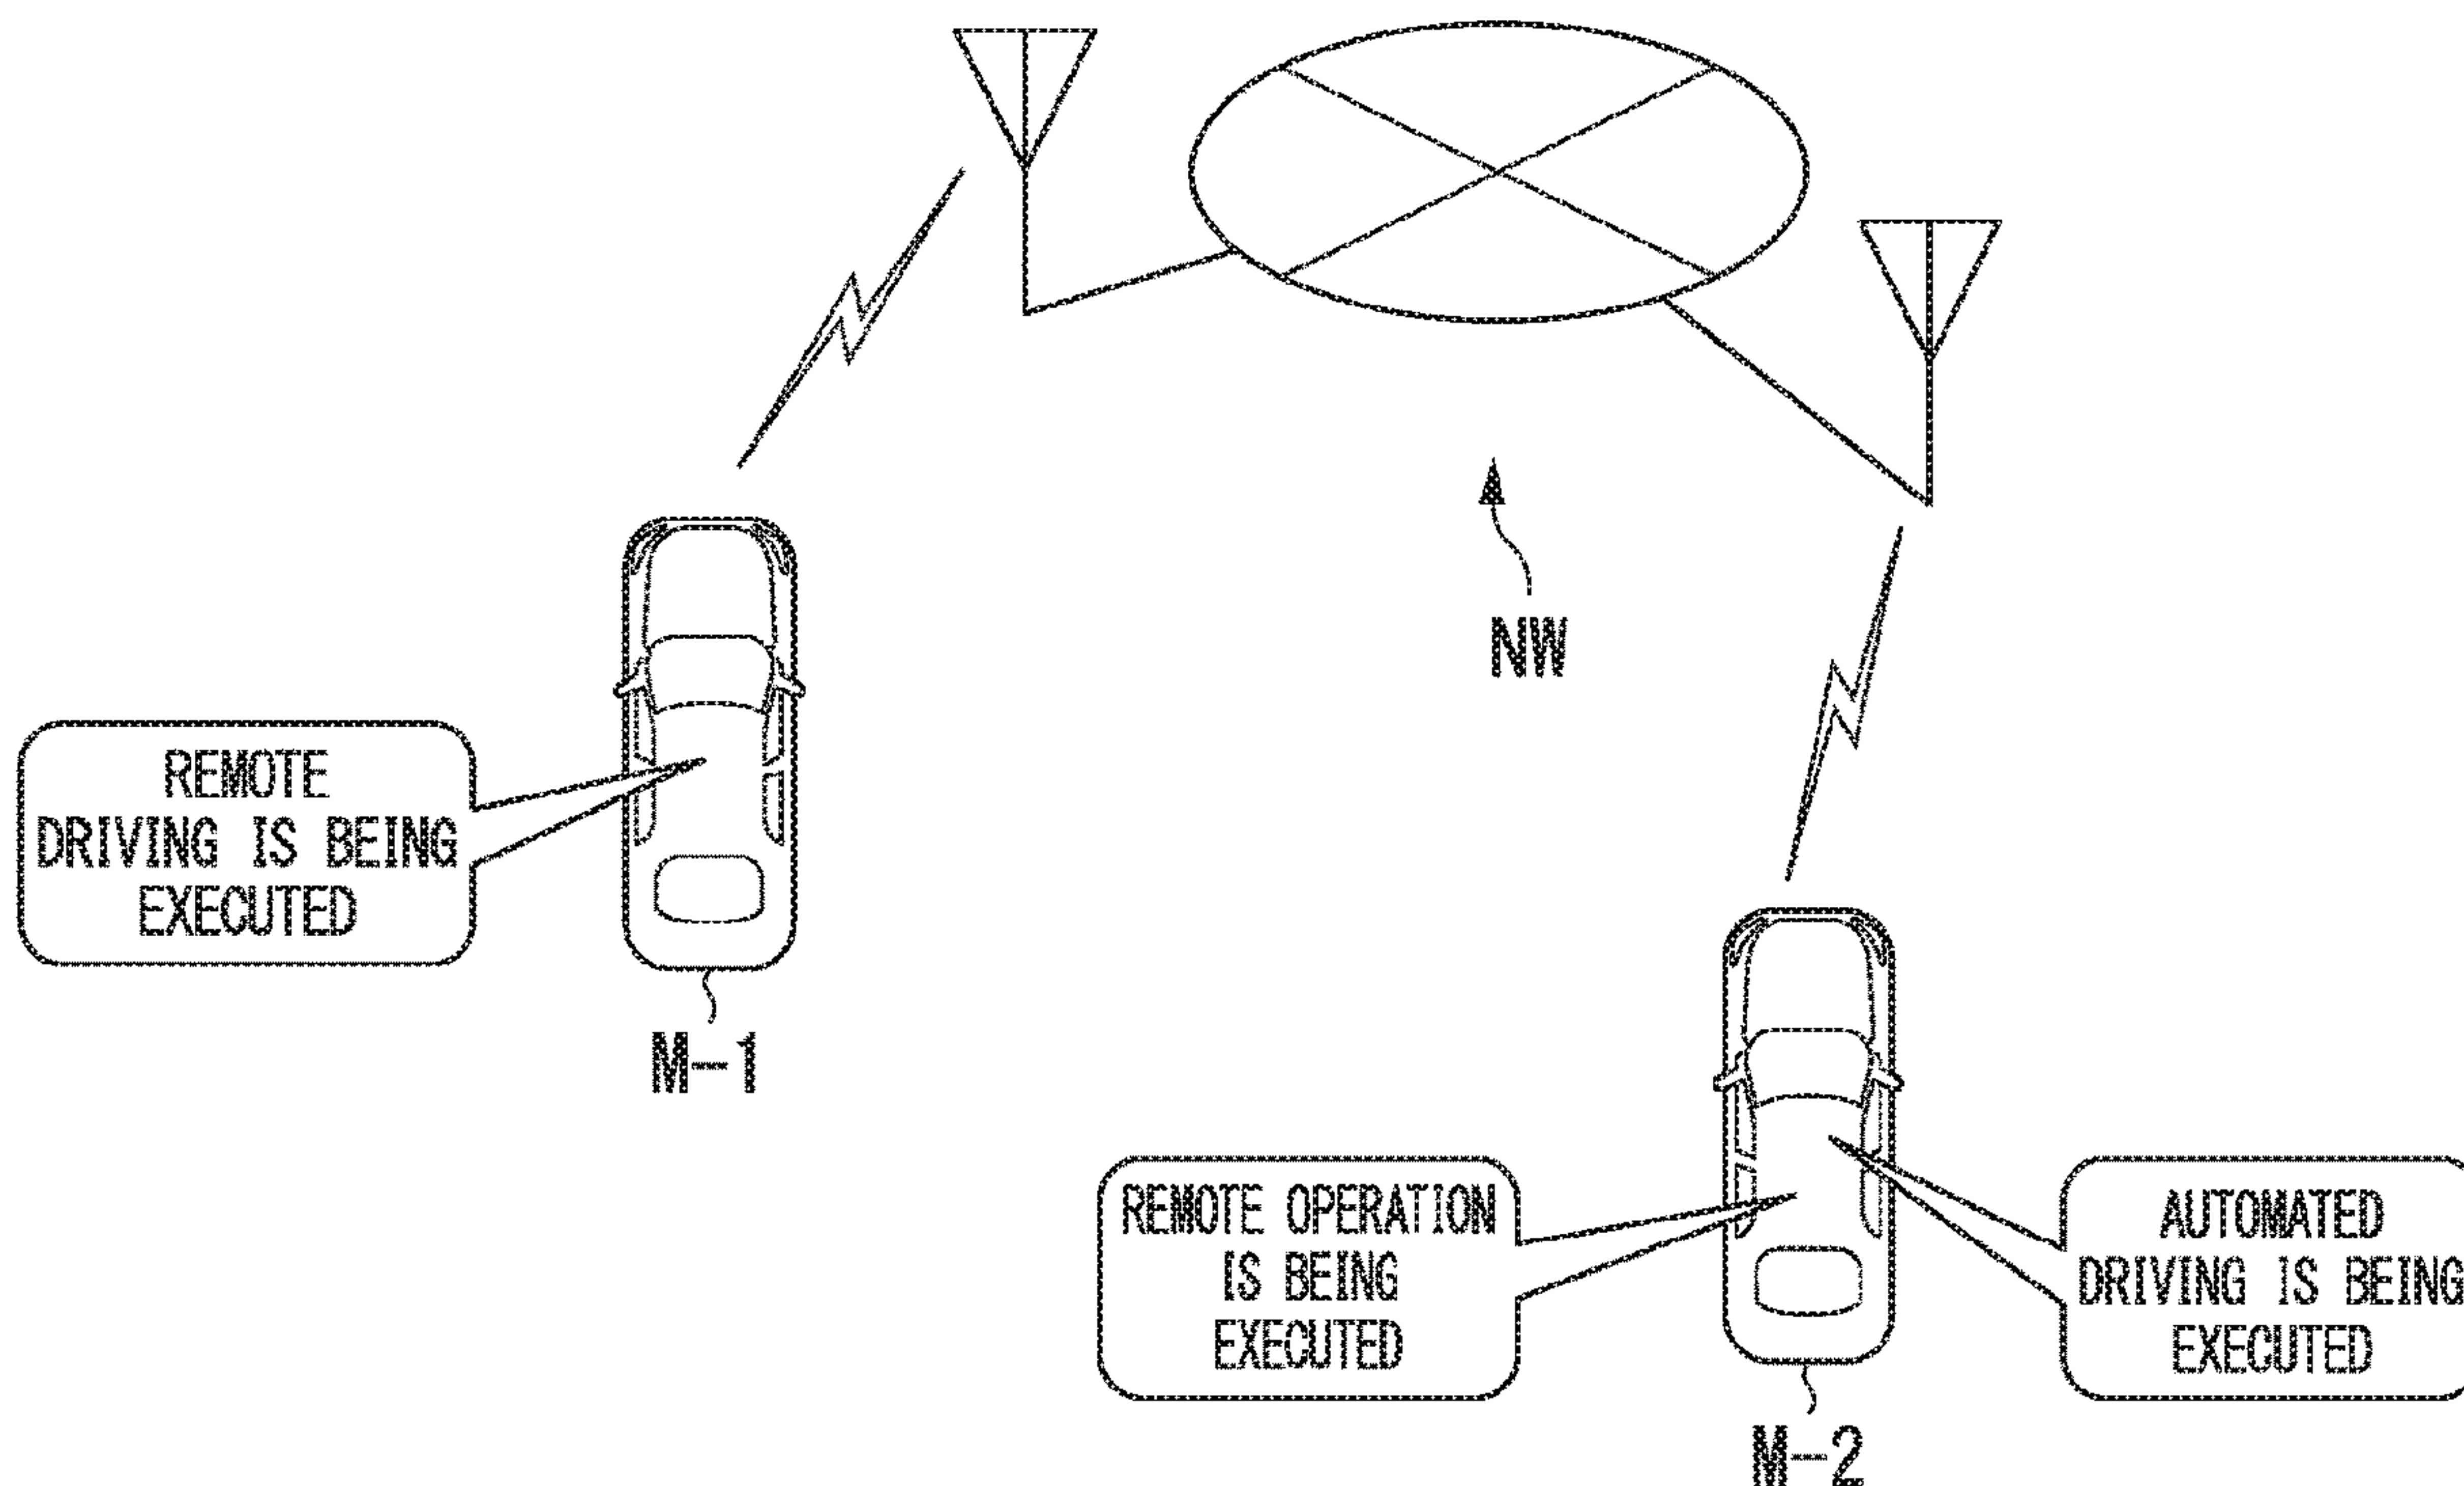 NW
REMOTE
DRIVING IS BEING
EXECUTED
M-1
REMOTE OPERATION
IS BEING
EXECUTED
AUTOMATED
DRIVING IS BEING
EXECUTED
M-2